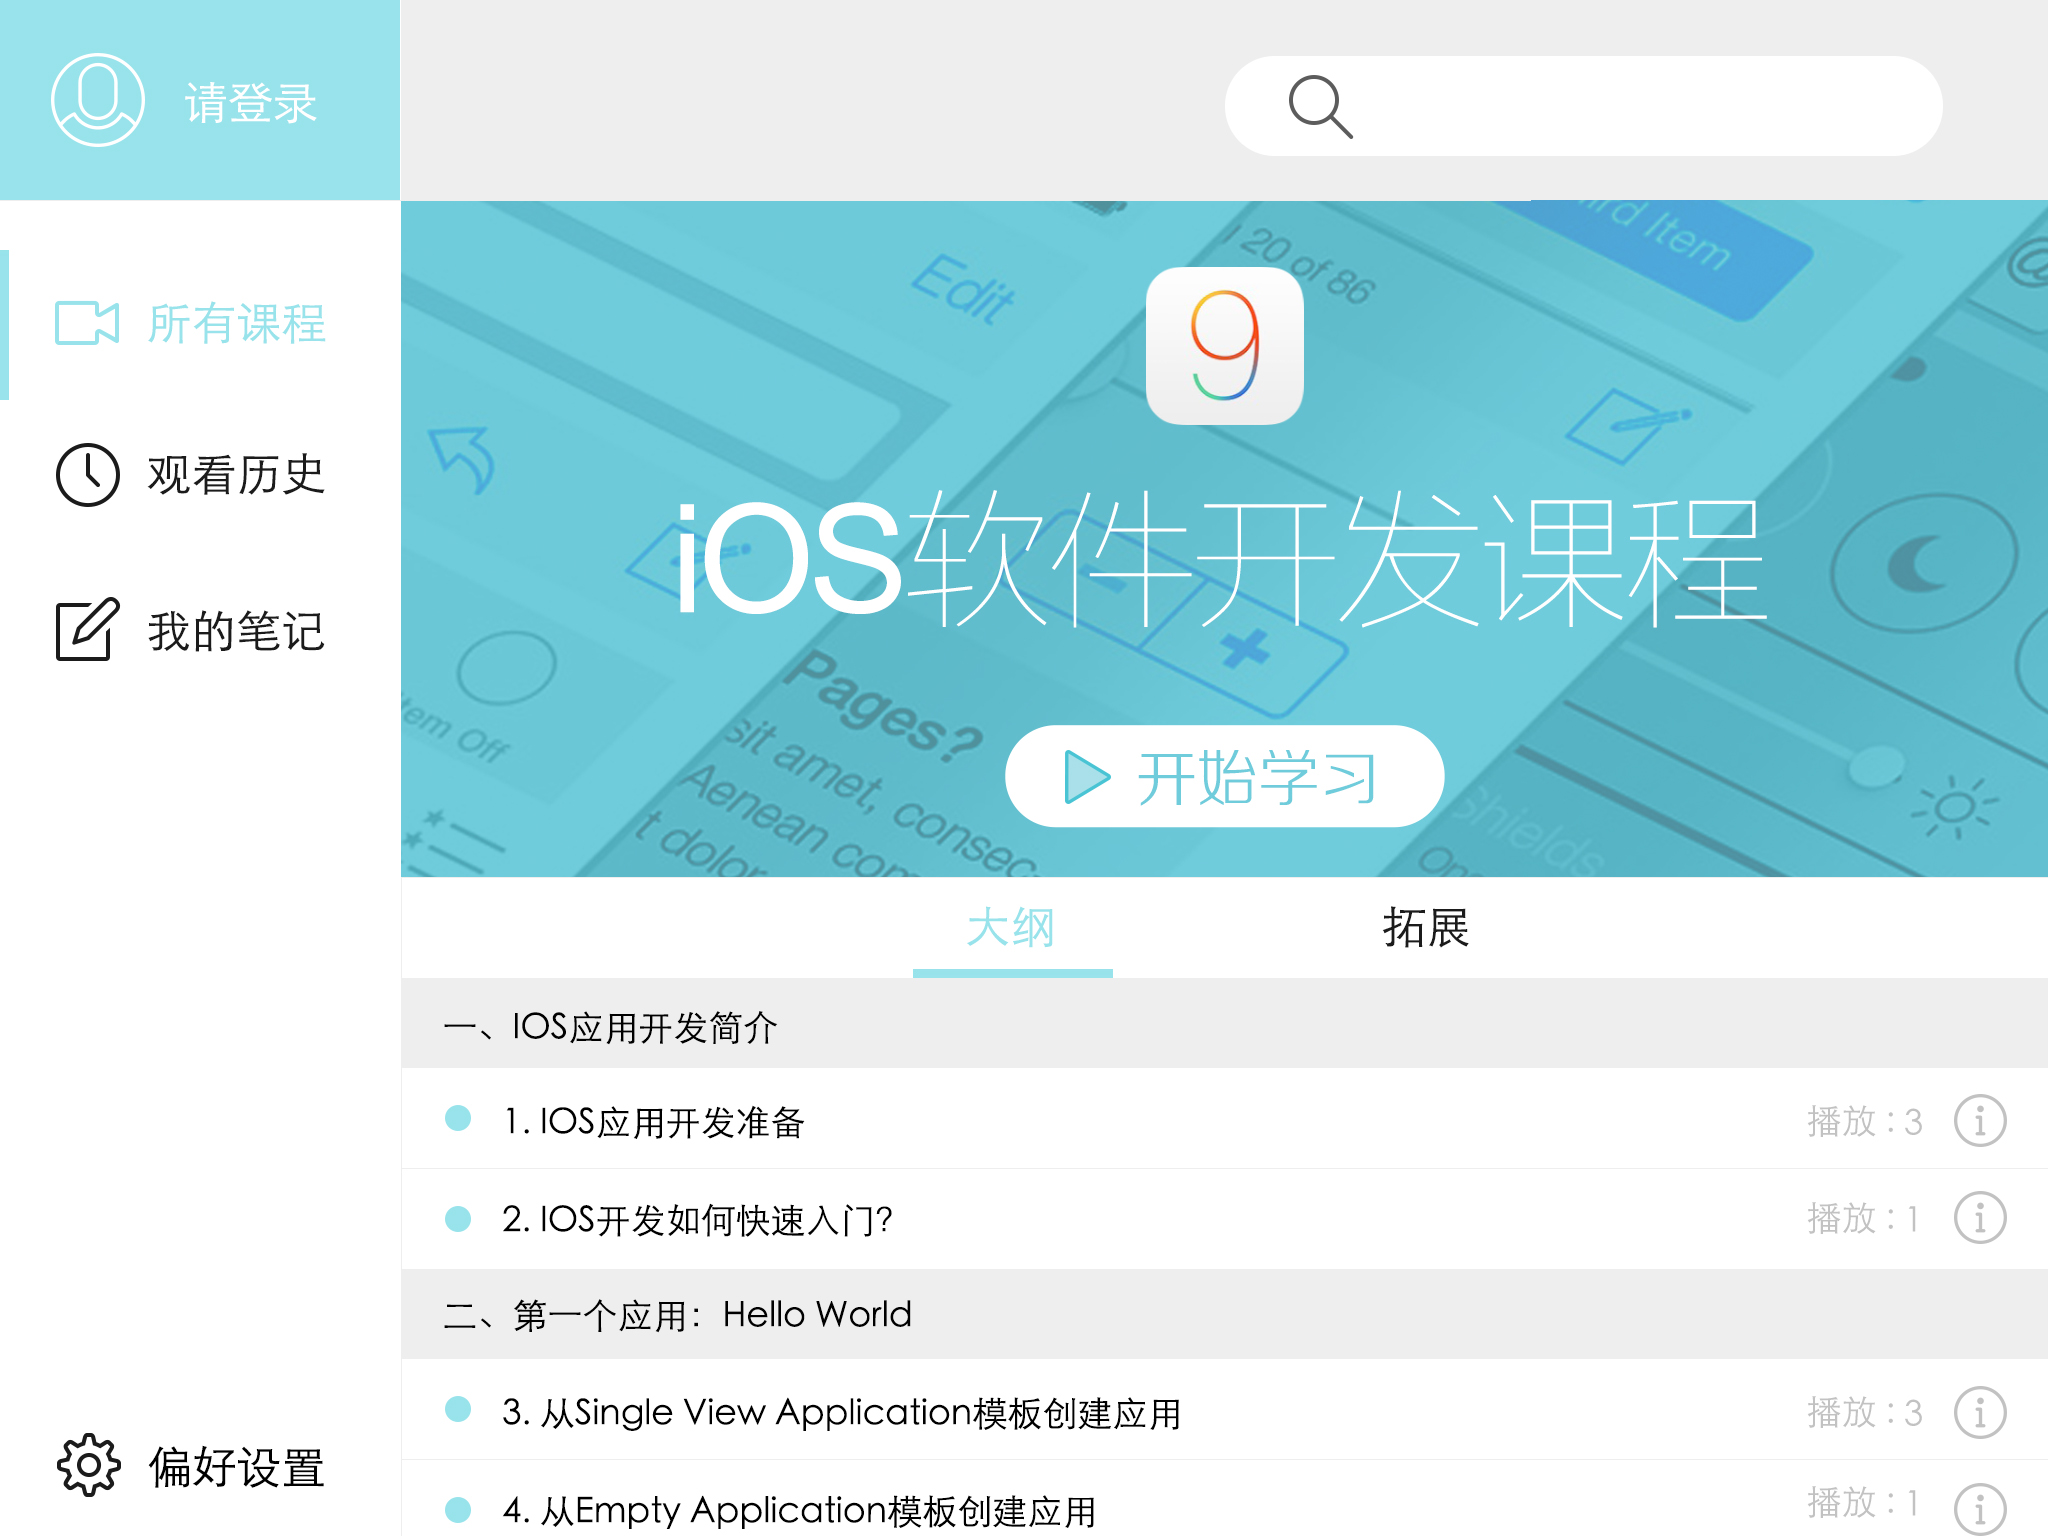 请登录
所有课程
观看历史
我的笔记
偏好设置
Edit
1 20 of 86
hird Item
9
iOS软件开发课程
Pages?
sit amet, consec
Aenean com
t dolor
tem Off
shields
开始学习
大纲
拓展
一、IOS应用开发简介
1. IOS应用开发准备
播放 : 3
2. IOS开发如何快速入门?
播放 : 1
二、第一个应用：Hello World
3. 从Single View Application模板创建应用
播放 : 3
4. 从Empty Application模板创建应用
播放 : 1